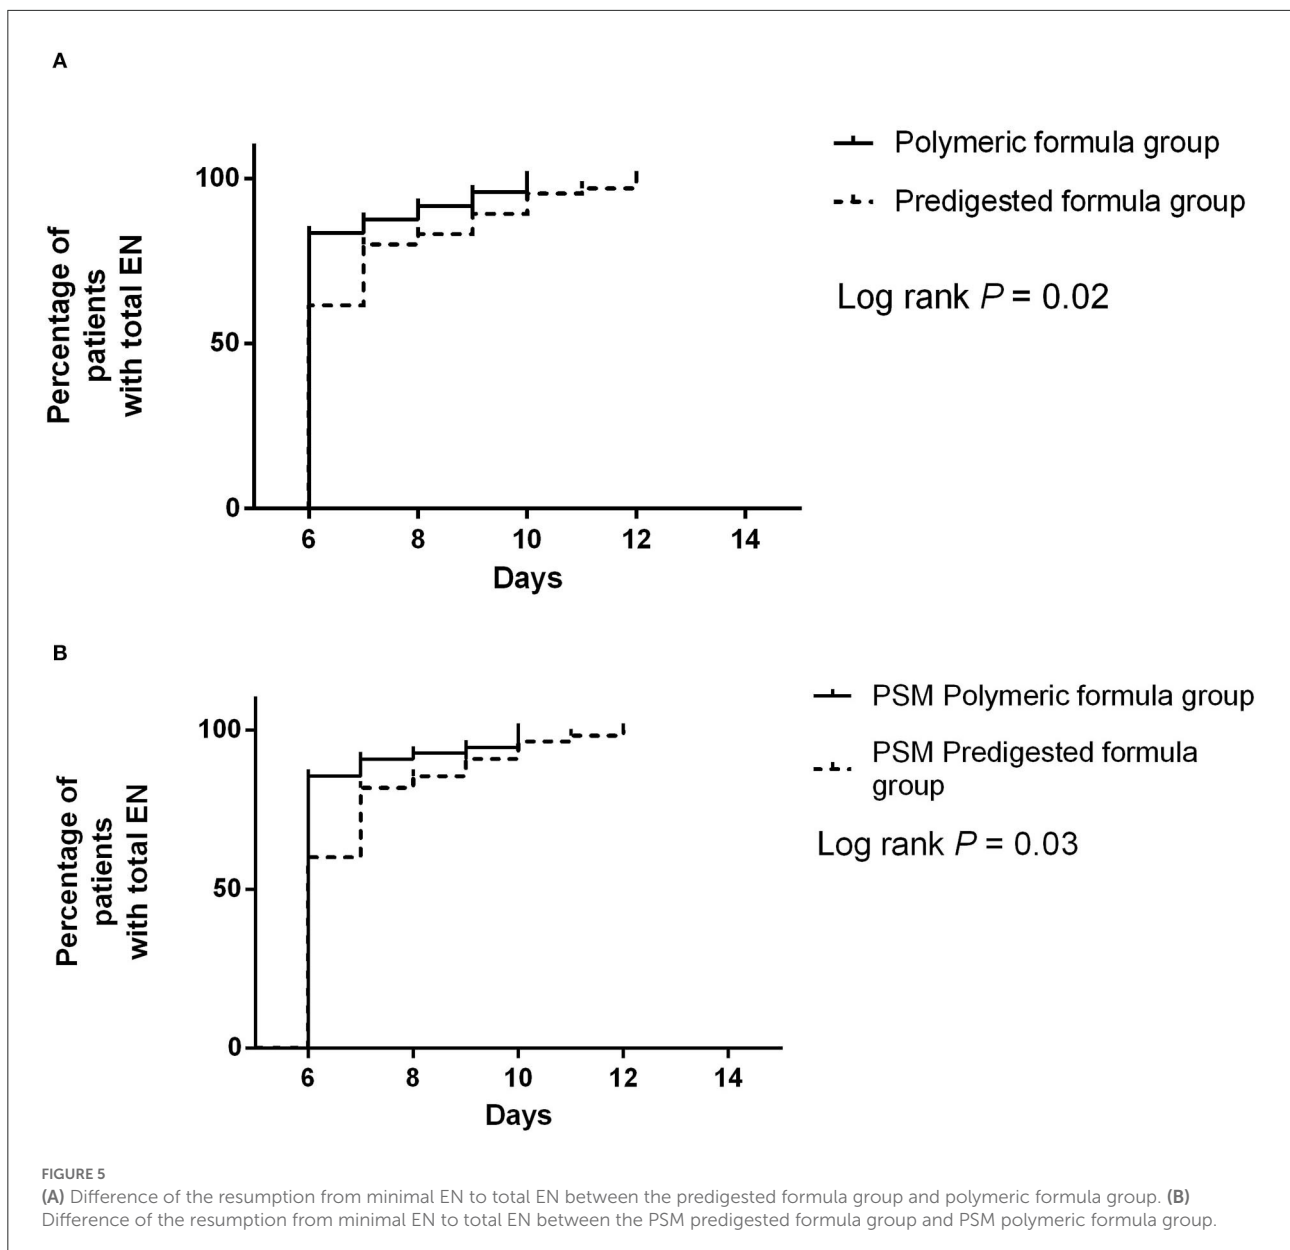 A
Percentage of
patients
with total EN
100
50
0
6 8 10 12 14
Days
Polymeric formula group
Predigested formula group
Log rank P = 0.02
B
Percentage of
patients
with total EN
100
50
0
6 8 10 12 14
Days
PSM Polymeric formula group
PSM Predigested formula
group
Log rank P = 0.03
FIGURE 5
(A) Difference of the resumption from minimal EN to total EN between the predigested formula group and polymeric formula group. (B)
Difference of the resumption from minimal EN to total EN between the PSM predigested formula group and PSM polymeric formula group.